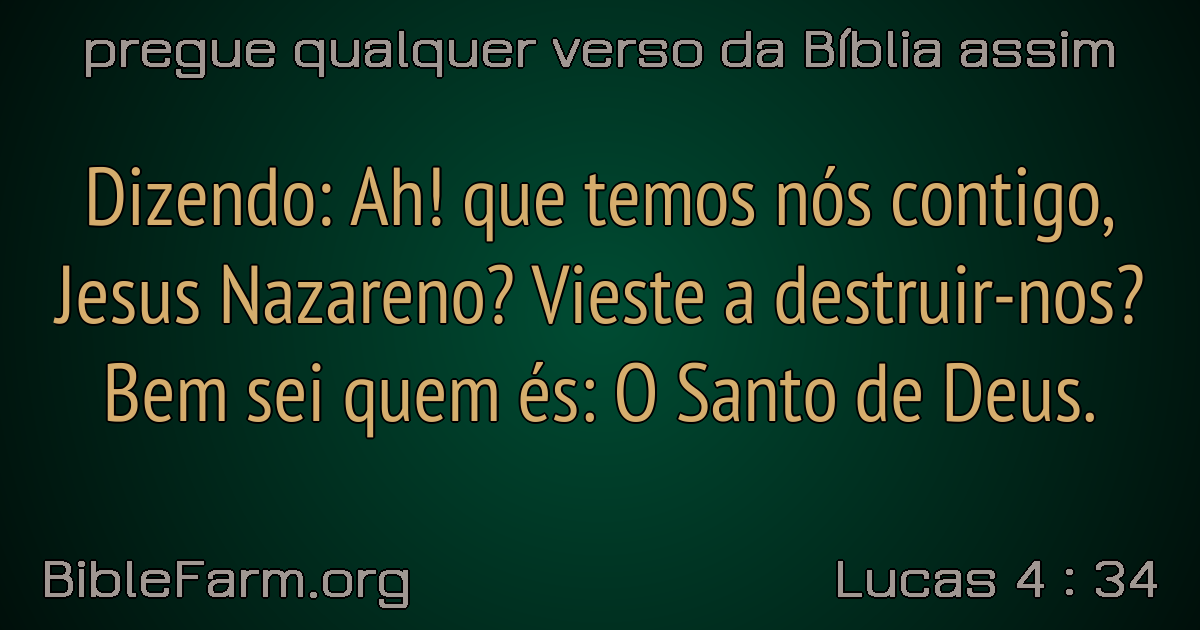 pregue qualquer verso da Bíblia assim
Dizendo: Ah! que temos nós contigo,
Jesus Nazareno? Vieste a destruir-nos?
Bem sei quem és: O Santo de Deus.
BibleFarm.org
Lucas 4 : 34